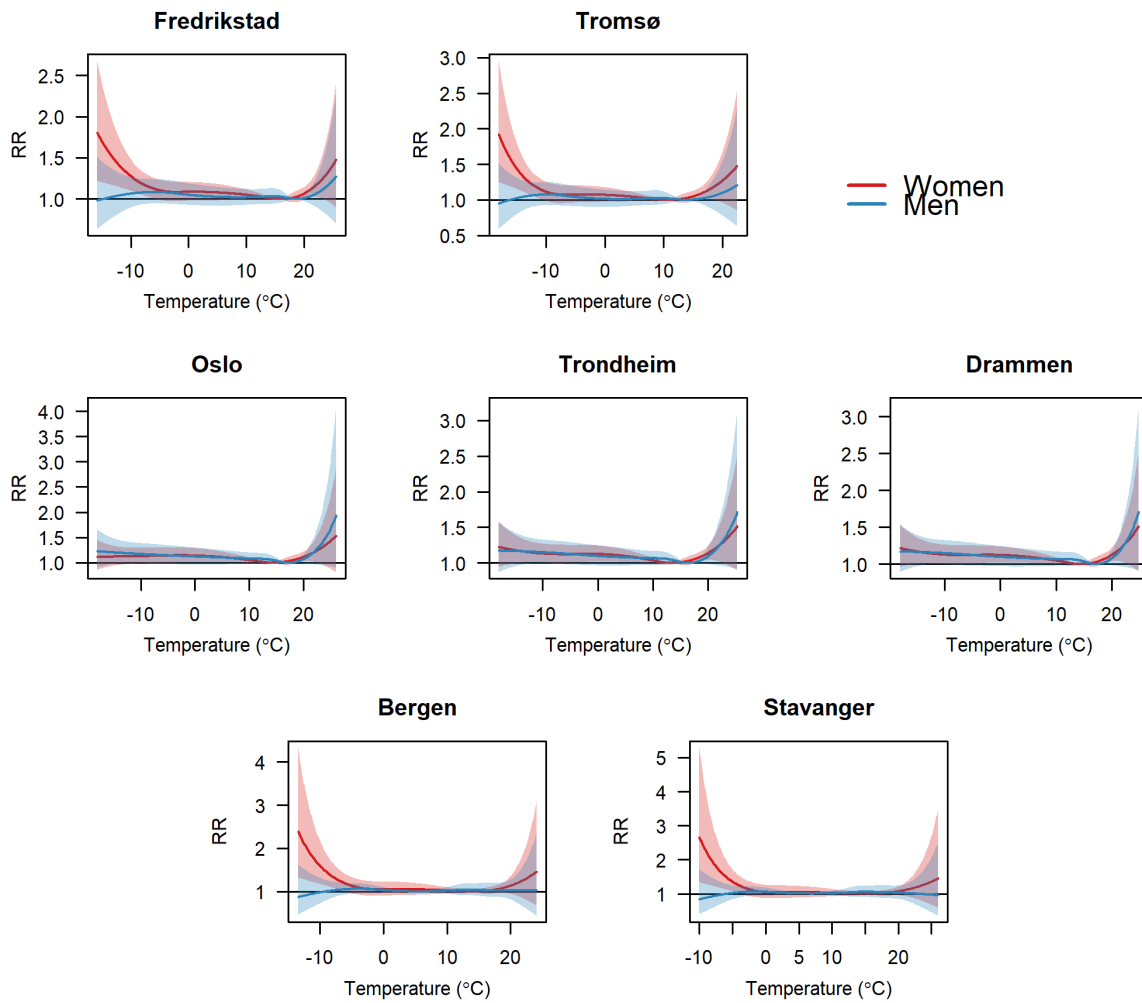 Fredrikstad
2.5
2.0
1.5
1.0
RR
-10 0 10 20
Temperature (°C)
Tromsø
3.0
2.5
2.0
1.5
1.0
0.5
RR
-10 0 10 20
Temperature (°C)
Women
Men
Oslo
4.0
3.5
3.0
2.5
2.0
1.5
1.0
RR
-10 0 10 20
Temperature (°C)
Trondheim
3.0
2.5
2.0
1.5
1.0
RR
-10 0 10 20
Temperature (°C)
Drammen
3.0
2.5
2.0
1.5
1.0
RR
-10 0 10 20
Temperature (°C)
Bergen
4
3
2
1
RR
-10 0 10 20
Temperature (°C)
Stavanger
5
4
3
2
1
RR
-10 0 5 10 20
Temperature (°C)